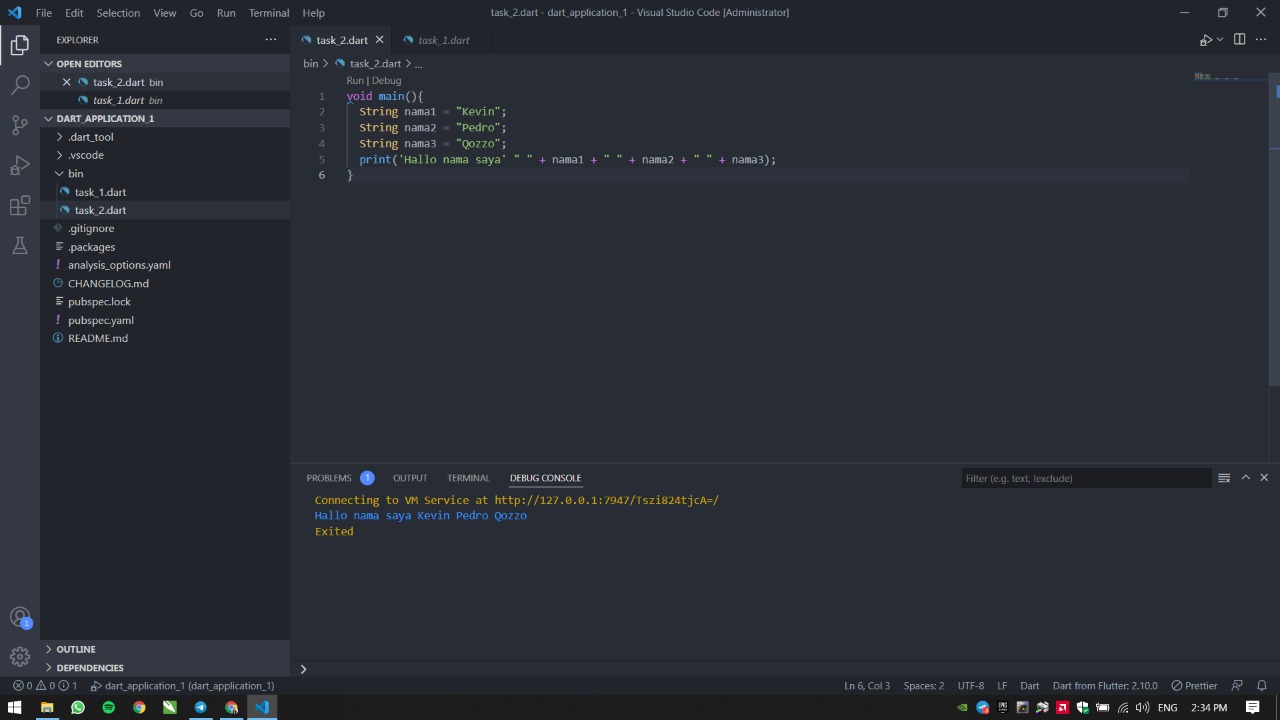 File Edit Selection View Go Run Terminal Help
task_2.dart - dart_application_1 - Visual Studio Code [Administrator]
EXPLORER
OPEN EDITORS
task_2.dart bin
task_1.dart bin
DART_APPLICATION_1
.dart_tool
.vscode
bin
task_1.dart
task_2.dart
.gitignore
.packages
analysis_options.yaml
CHANGELOG.md
pubspec.lock
pubspec.yaml
README.md
OUTLINE
DEPENDENCIES
task_2.dart task_1.dart
bin > task_2.dart > ...
Run | Debug
1 void main(){
2 String nama1 = "Kevin";
3 String nama2 = "Pedro";
4 String nama3 = "Qozzo";
5 print('Hallo nama saya' " " + nama1 + " " + nama2 + " " + nama3);
6 }
PROBLEMS 1 OUTPUT TERMINAL DEBUG CONSOLE
Filter (e.g. text, !exclude)
Connecting to VM Service at http://127.0.0.1:7947/Tszi824tjcA=/
Hallo nama saya Kevin Pedro Qozzo
Exited
1
0 0 1 dart_application_1 (dart_application_1)
Ln 6, Col 3 Spaces: 2 UTF-8 LF Dart Dart from Flutter: 2.10.0 Prettier
ENG 2:34 PM